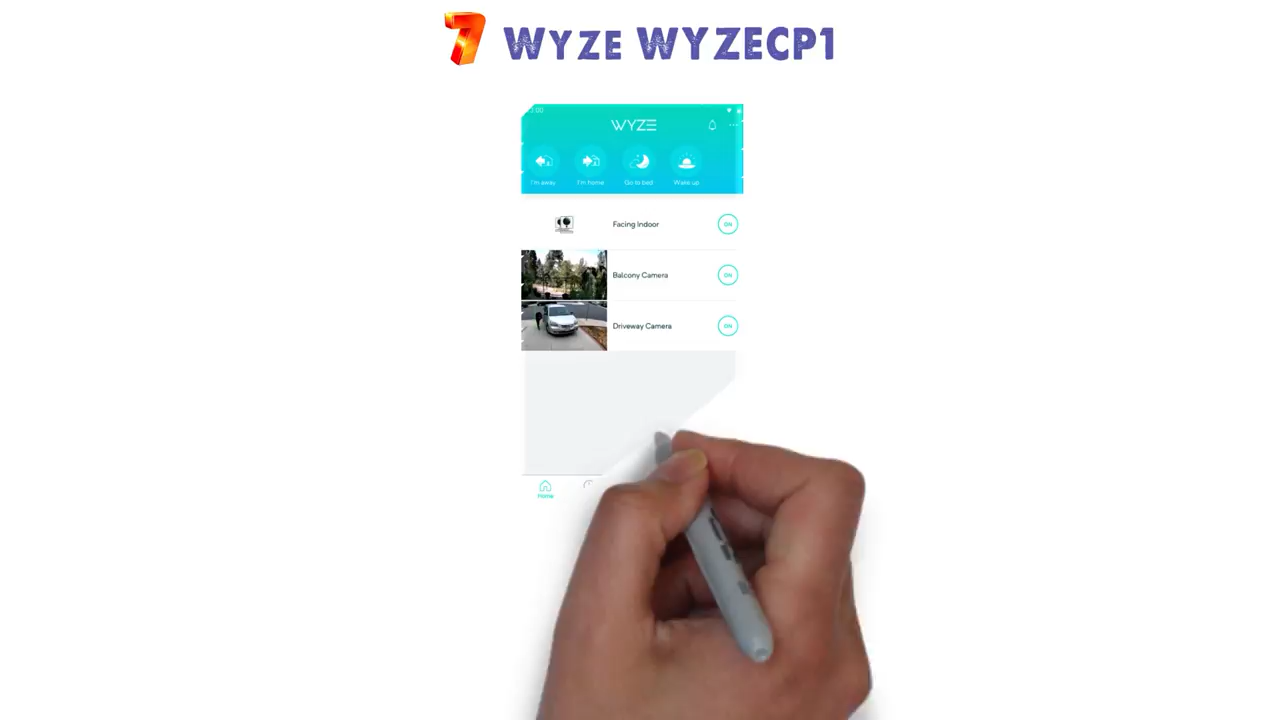 7 WYZE WYZECP1
WYZE
I'm away I'm home Go to bed Wake up
Facing Indoor ON
Balcony Camera ON
Driveway Camera ON
Home